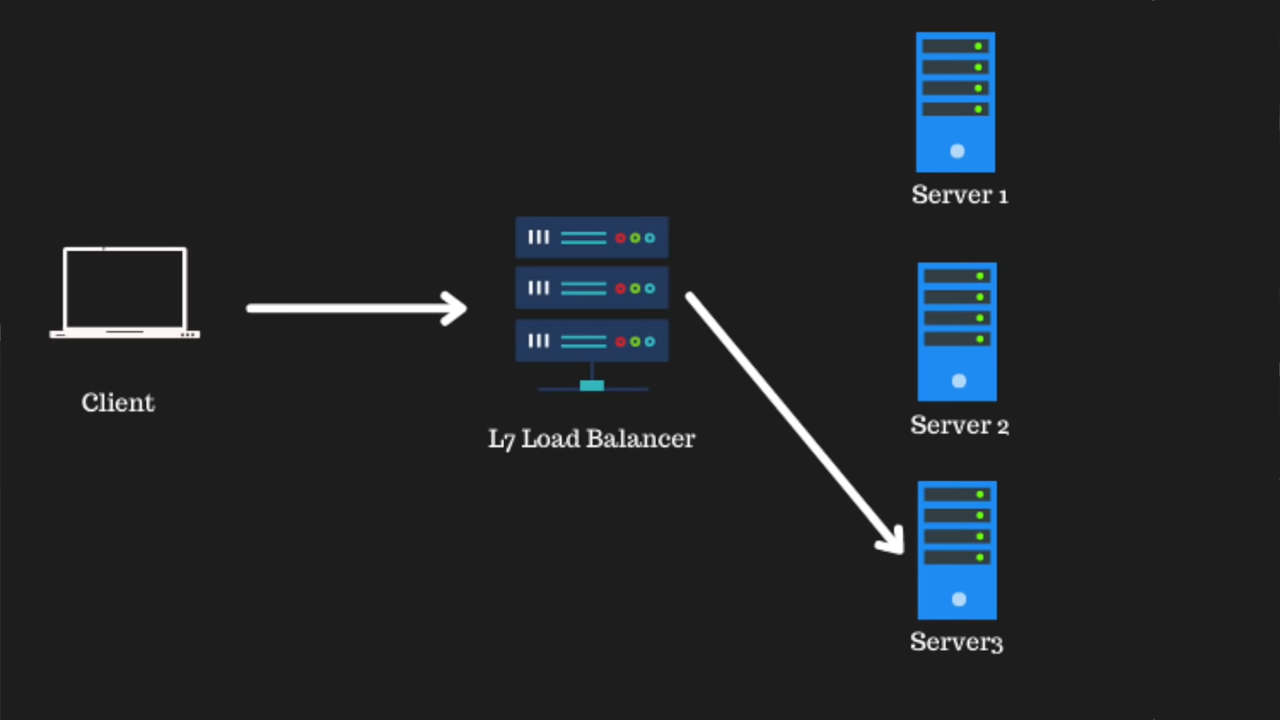 Server 1
Client
L7 Load Balancer
Server 2
Server3